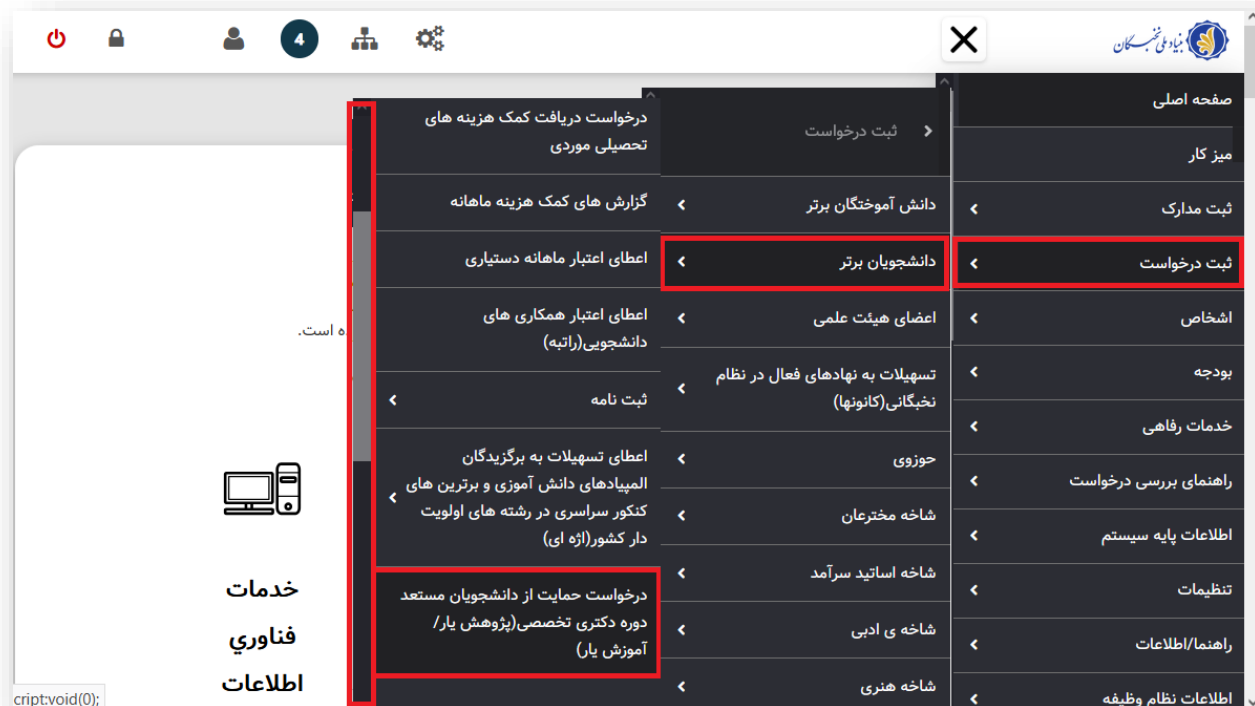 بنیاد ملی نخبگان
4
صفحه اصلی
میز کار
ثبت مدارک
ثبت درخواست
اشخاص
بودجه
خدمات رفاهی
راهنمای بررسی درخواست
اطلاعات پایه سیستم
تنظیمات
راهنما/اطلاعات
اطلاعات نظام وظیفه
ثبت درخواست
دانش آموختگان برتر
دانشجویان برتر
اعضای هیئت علمی
تسهیلات به نهادهای فعال در نظام
نخبگانی(کانونها)
حوزوی
شاخه مخترعان
شاخه اساتید سرآمد
شاخه ی ادبی
شاخه هنری
درخواست دریافت کمک هزینه های
تحصیلی موردی
گزارش های کمک هزینه ماهانه
اعطای اعتبار ماهانه دستیاری
اعطای اعتبار همکاری های
دانشجویی(راتبه)
ثبت نامه
اعطای تسهیلات به برگزیدگان
المپیادهای دانش آموزی و برترین های
کنکور سراسری در رشته های اولویت
دار کشور(اژه ای)
درخواست حمایت از دانشجویان مستعد
دوره دکتری تخصصی(پژوهش یار/
آموزش یار)
ه است.
خدمات
فناوري
اطلاعات
cript:void(0);